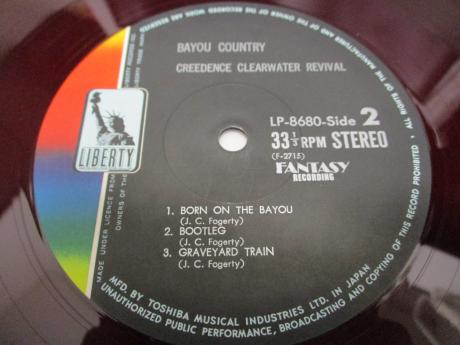 BAYOU COUNTRY
CREEDENCE CLEARWATER REVIVAL
LIBERTY
LP-8680-Side 2
33 1/3 RPM STEREO
(F-2715)
FANTASY
RECORDING
1. BORN ON THE BAYOU
(J. C. Fogerty)
2. BOOTLEG
(J. C. Fogerty)
3. GRAVEYARD TRAIN
(J. C. Fogerty)
MADE UNDER LICENCE FROM
OWNERS OF THE
MFD. BY TOSHIBA MUSICAL INDUSTRIES LTD. IN JAPAN
ALL RIGHTS OF THE MANUFACTURER AND OF THE OWNER OF THE RECORDED WORK ARE RESERVED
UNAUTHORIZED PUBLIC PERFORMANCE, BROADCASTING AND COPYING OF THIS RECORD PROHIBITED